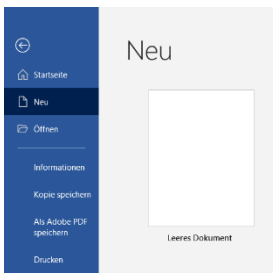 Neu
Startseite
Neu
Öffnen
Informationen
Kopie speichern
Als Adobe PDF
speichern
Drucken
Leeres Dokument